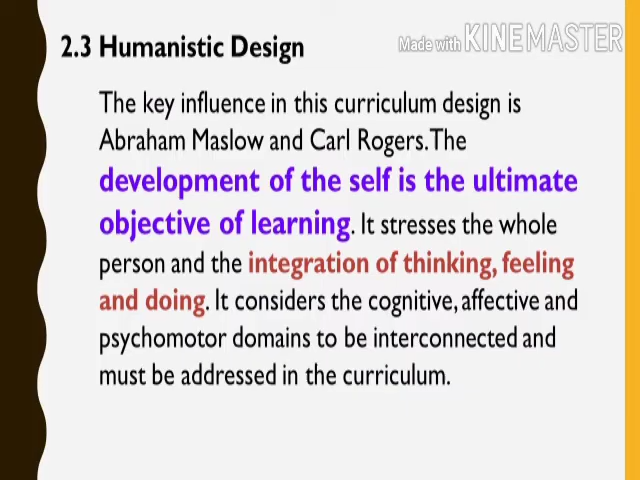 Made with KINEMASTER
2.3 Humanistic Design
The key influence in this curriculum design is
Abraham Maslow and Carl Rogers. The
development of the self is the ultimate
objective of learning. It stresses the whole
person and the integration of thinking, feeling
and doing. It considers the cognitive, affective and
psychomotor domains to be interconnected and
must be addressed in the curriculum.